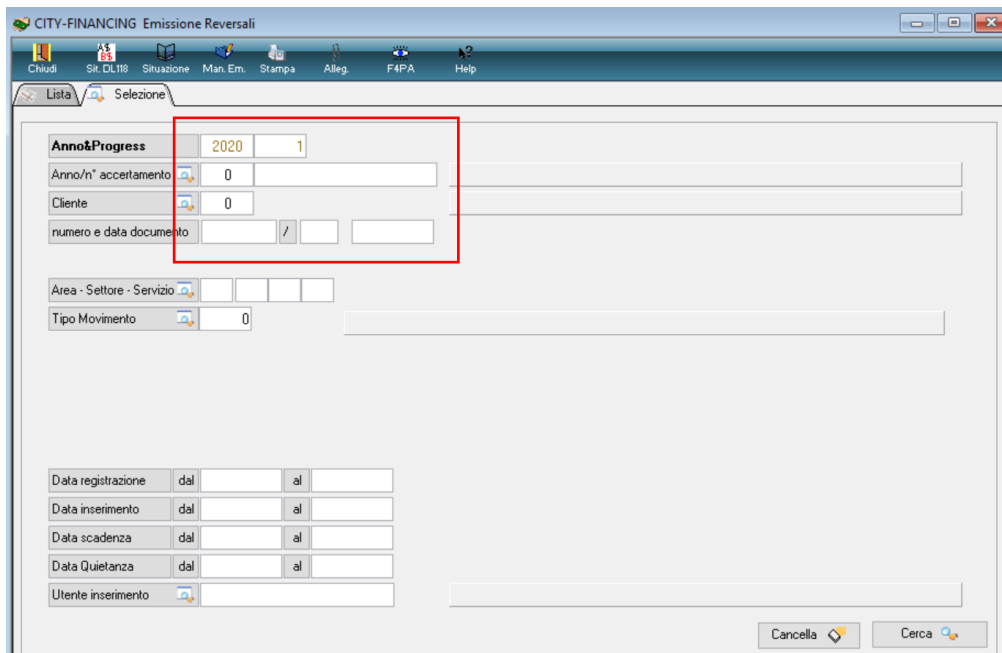 CITY-FINANCING Emissione Reversali
Chiudi Sit. DL118 Situazione Man. Em. Stampa Alleg. F4PA Help
Lista Selezione
Anno&Progress 2020 1
Anno/n° accertamento 0
Cliente 0
numero e data documento /
Area - Settore - Servizio
Tipo Movimento 0
Data registrazione dal al
Data inserimento dal al
Data scadenza dal al
Data Quietanza dal al
Utente inserimento
Cancella Cerca